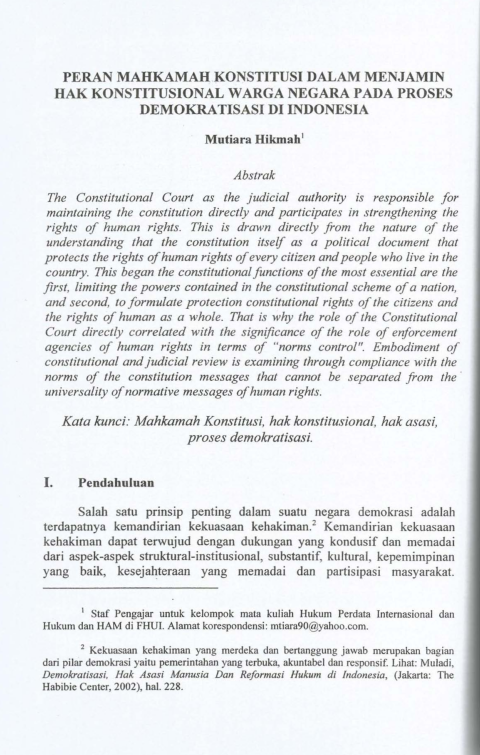 PERAN MAHKAMAH KONSTITUSI DALAM MENJAMIN
HAK KONSTITUSIONAL WARGA NEGARA PADA PROSES
DEMOKRATISASI DI INDONESIA
Mutiara Hikmah¹
Abstrak
The Constitutional Court as the judicial authority is responsible for
maintaining the constitution directly and participates in strengthening the
rights of human rights. This is drawn directly from the nature of the
understanding that the constitution itself as a political document that
protects the rights of human rights of every citizen and people who live in the
country. This began the constitutional functions of the most essential are the
first, limiting the powers contained in the constitutional scheme of a nation,
and second, to formulate protection constitutional rights of the citizens and
the rights of human as a whole. That is why the role of the Constitutional
Court directly correlated with the significance of the role of enforcement
agencies of human rights in terms of "norms control". Embodiment of
constitutional and judicial review is examining through compliance with the
norms of the constitution messages that cannot be separated from the
universality of normative messages of human rights.
Kata kunci: Mahkamah Konstitusi, hak konstitusional, hak asasi,
proses demokratisasi.
I. Pendahuluan
Salah satu prinsip penting dalam suatu negara demokrasi adalah
terdapatnya kemandirian kekuasaan kehakiman.² Kemandirian kekuasaan
kehakiman dapat terwujud dengan dukungan yang kondusif dan memadai
dari aspek-aspek struktural-institusional, substantif, kultural, kepemimpinan
yang baik, kesejahteraan yang memadai dan partisipasi masyarakat.
¹ Staf Pengajar untuk kelompok mata kuliah Hukum Perdata Internasional dan
Hukum dan HAM di FHUI. Alamat korespondensi: mtiara90@yahoo.com.
² Kekuasaan kehakiman yang merdeka dan bertanggung jawab merupakan bagian
dari pilar demokrasi yaitu pemerintahan yang terbuka, akuntabel dan responsif. Lihat: Muladi,
Demokratisasi, Hak Asasi Manusia Dan Reformasi Hukum di Indonesia, (Jakarta: The
Habibie Center, 2002), hal. 228.